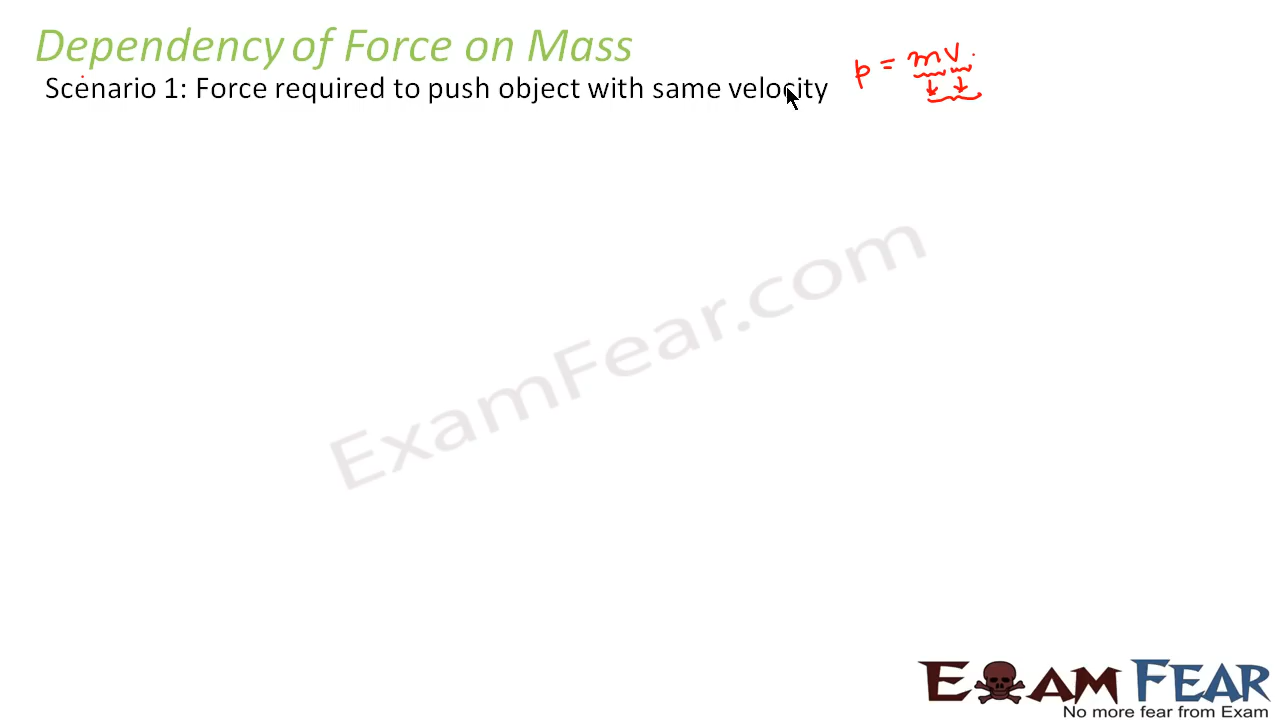 Dependency of Force on Mass
Scenario 1: Force required to push object with same velocity
p = mv.
ExamFear.com
EXAM FEAR
No more fear from Exam